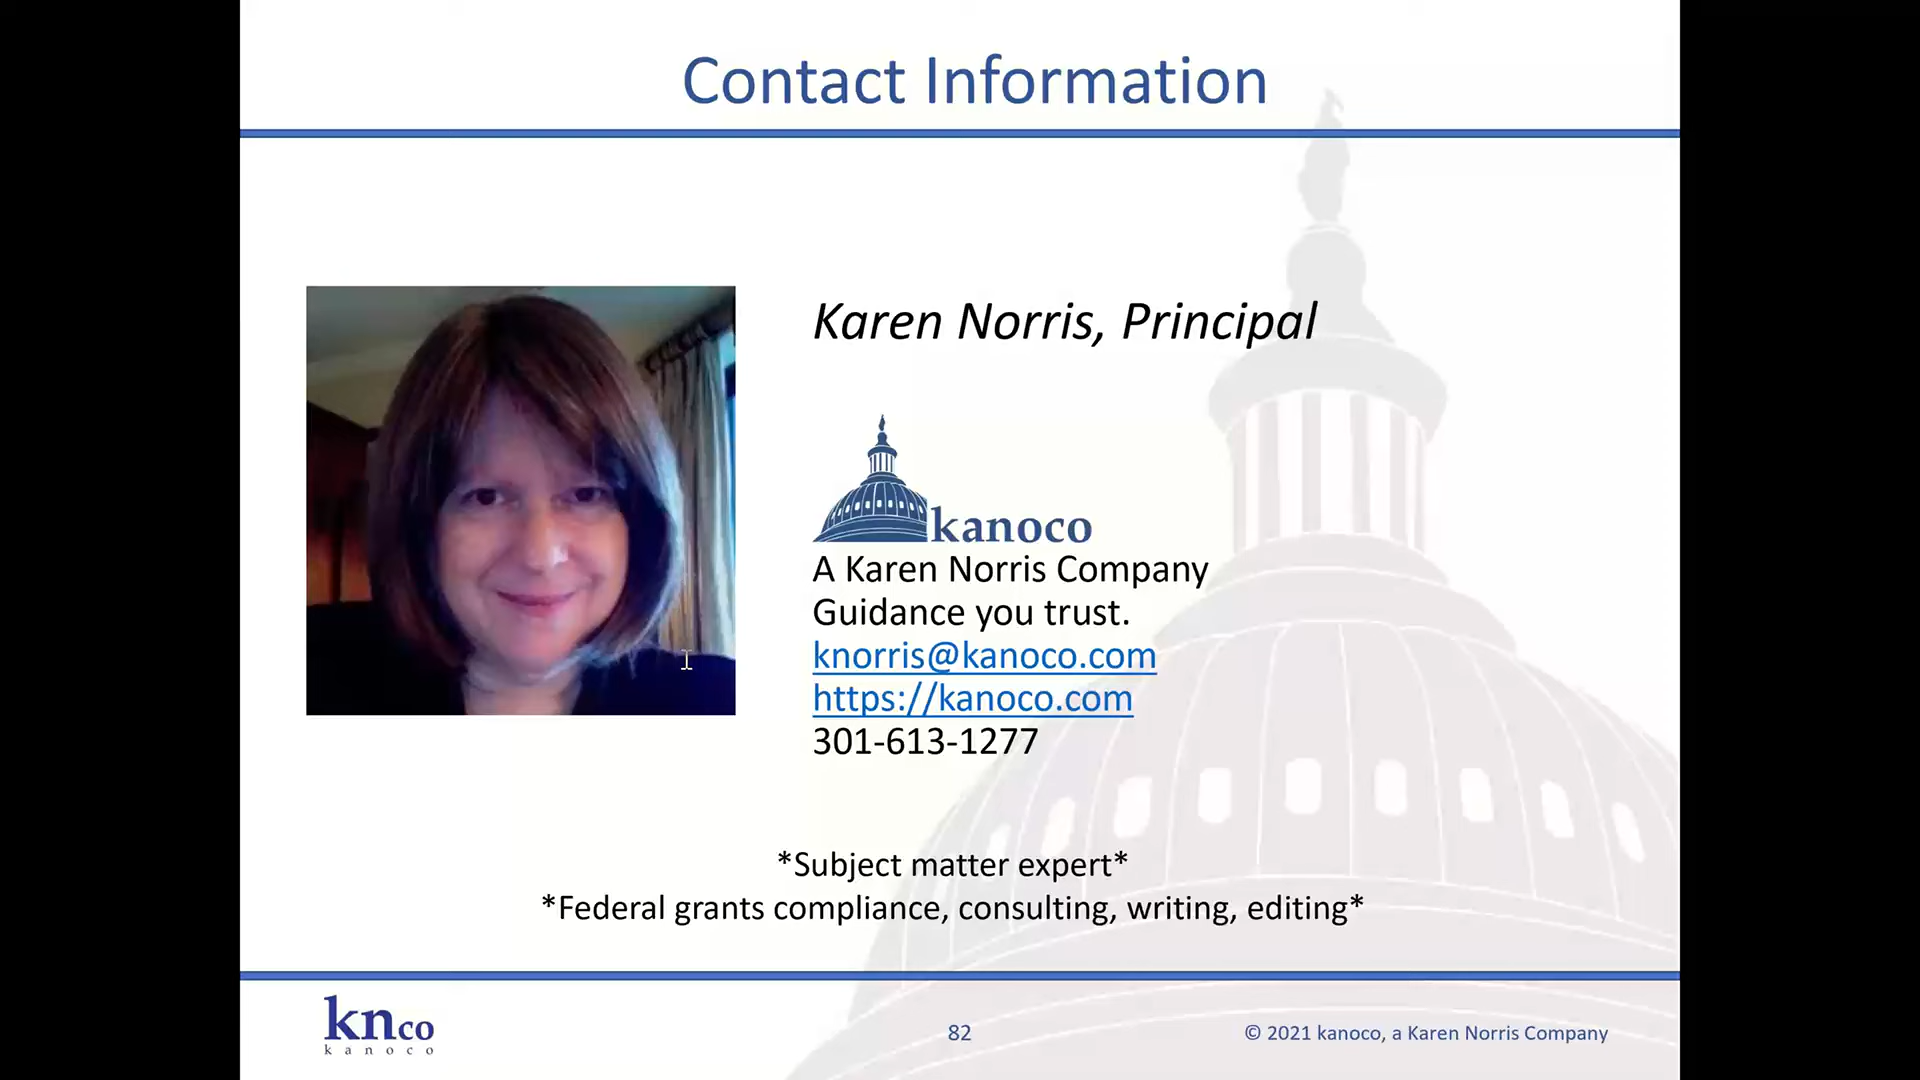 Contact Information
Karen Norris, Principal
kanoco
A Karen Norris Company
Guidance you trust.
knorris@kanoco.com
https://kanoco.com
301-613-1277
*Subject matter expert*
*Federal grants compliance, consulting, writing, editing*
knco
kanoco
82
© 2021 kanoco, a Karen Norris Company